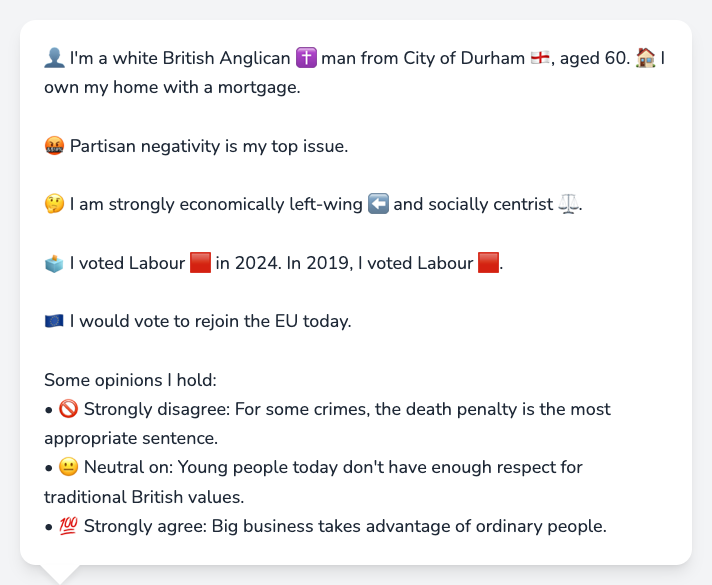 👤 I'm a white British Anglican ✝️ man from City of Durham 🏴󠁧󠁢󠁥󠁮󠁧󠁿, aged 60. 🏠 I
own my home with a mortgage.
🤬 Partisan negativity is my top issue.
🤔 I am strongly economically left-wing ⬅️ and socially centrist ⚖️.
🗳️ I voted Labour 🟥 in 2024. In 2019, I voted Labour 🟥.
🇪🇺 I would vote to rejoin the EU today.
Some opinions I hold:
• 🚫 Strongly disagree: For some crimes, the death penalty is the most
appropriate sentence.
• 😐 Neutral on: Young people today don't have enough respect for
traditional British values.
• 💯 Strongly agree: Big business takes advantage of ordinary people.